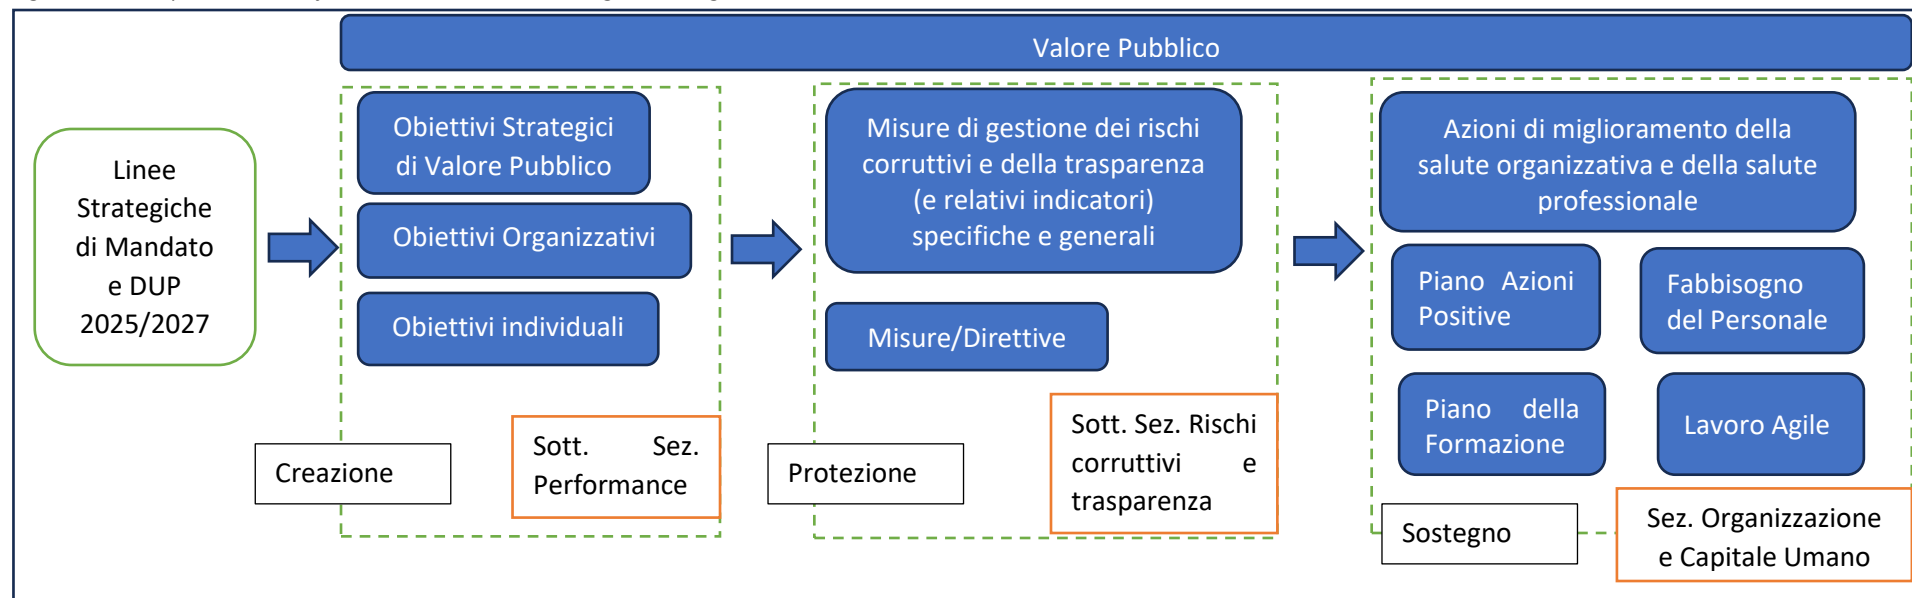 Valore Pubblico
Linee
Strategiche
di Mandato
e DUP
2025/2027
Obiettivi Strategici
di Valore Pubblico
Obiettivi Organizzativi
Obiettivi individuali
Creazione
Sott. Sez.
Performance
Misure di gestione dei rischi
corruttivi e della trasparenza
(e relativi indicatori)
specifiche e generali
Misure/Direttive
Protezione
Sott. Sez. Rischi
corruttivi e
trasparenza
Azioni di miglioramento della
salute organizzativa e della salute
professionale
Piano Azioni
Positive
Fabbisogno
del Personale
Piano della
Formazione
Lavoro Agile
Sostegno
Sez. Organizzazione
e Capitale Umano